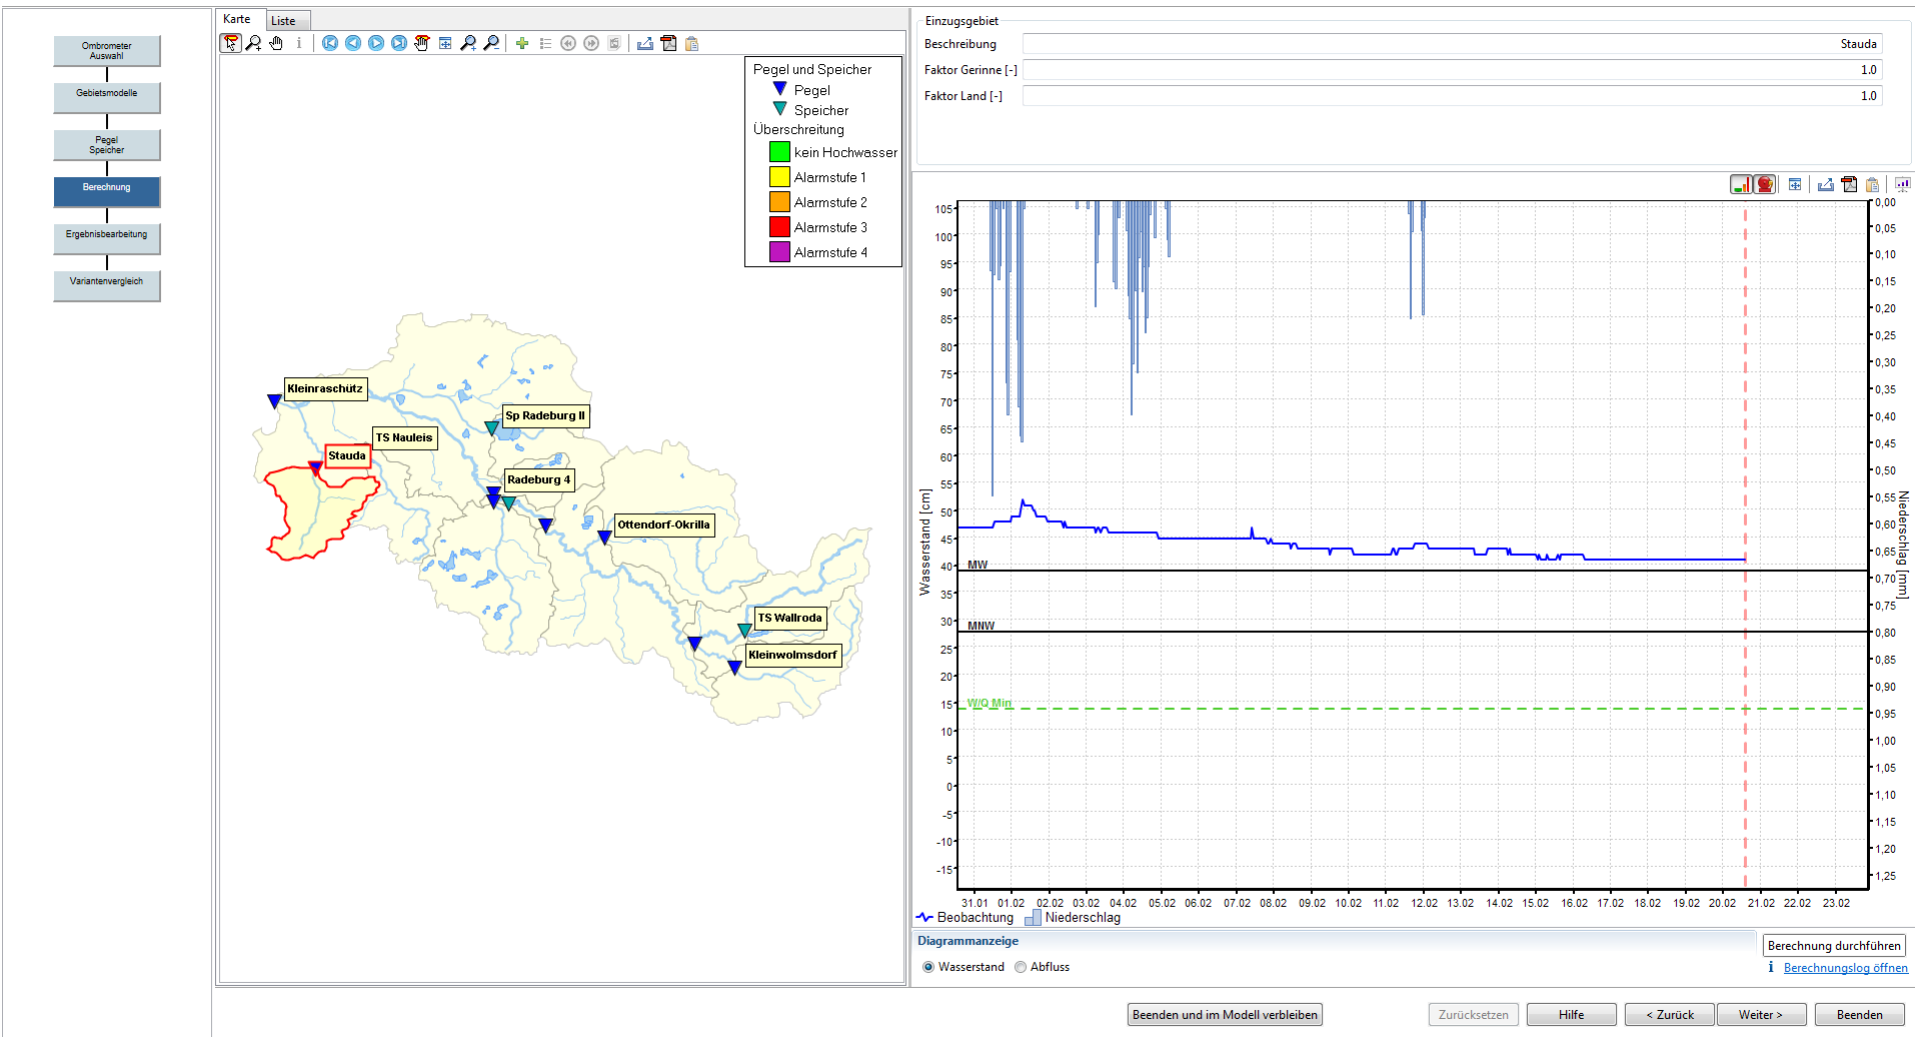 Ombrometer
Auswahl
Gebietsmodelle
Pegel
Speicher
Berechnung
Ergebnisbearbeitung
Variantenvergleich
Karte
Liste
Pegel und Speicher
Pegel
Speicher
Überschreitung
kein Hochwasser
Alarmstufe 1
Alarmstufe 2
Alarmstufe 3
Alarmstufe 4
Kleinraschütz
Sp Radeburg II
TS Nauleis
Stauda
Radeburg 4
Ottendorf-Okrilla
TS Wallroda
Kleinwolmsdorf
Einzugsgebiet
Beschreibung Stauda
Faktor Gerinne [-] 1.0
Faktor Land [-] 1.0
Wasserstand [cm]
105
100
95
90
85
80
75
70
65
60
55
50
45
40
35
30
25
20
15
10
5
0
-5
-10
-15
MW
MNW
W/Q Min
0,00
0,05
0,10
0,15
0,20
0,25
0,30
0,35
0,40
0,45
0,50
0,55
0,60
0,65
0,70
0,75
0,80
0,85
0,90
0,95
1,00
1,05
1,10
1,15
1,20
1,25
Niederschlag [mm]
31.01 01.02 02.02 03.02 04.02 05.02 06.02 07.02 08.02 09.02 10.02 11.02 12.02 13.02 14.02 15.02 16.02 17.02 18.02 19.02 20.02 21.02 22.02 23.02
Beobachtung Niederschlag
Diagrammanzeige
Wasserstand Abfluss
Berechnung durchführen
Berechnungslog öffnen
Beenden und im Modell verbleiben
Zurücksetzen
Hilfe
< Zurück
Weiter >
Beenden